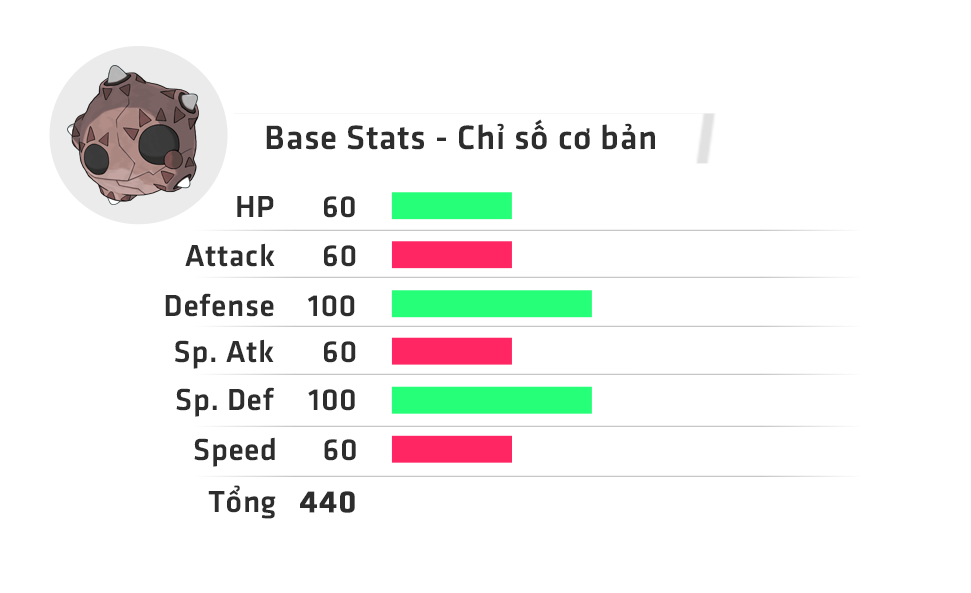 Base Stats - Chỉ số cơ bản
HP 60
Attack 60
Defense 100
Sp. Atk 60
Sp. Def 100
Speed 60
Tổng 440